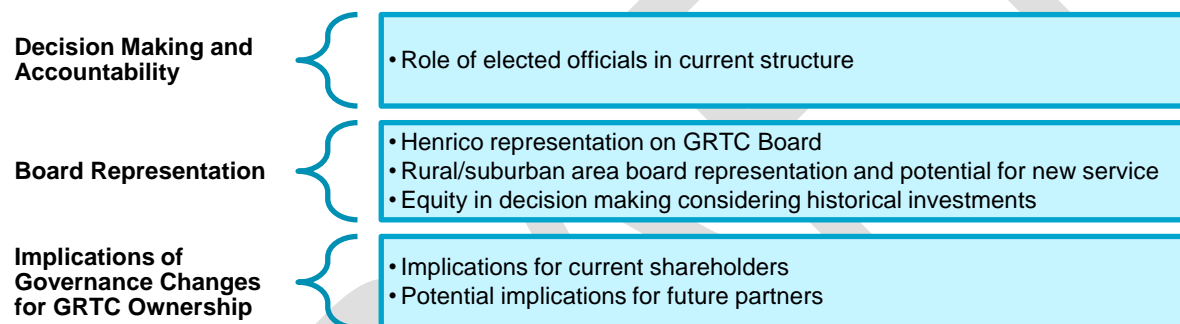 Decision Making and
Accountability
• Role of elected officials in current structure
Board Representation
• Henrico representation on GRTC Board
• Rural/suburban area board representation and potential for new service
• Equity in decision making considering historical investments
Implications of
Governance Changes
for GRTC Ownership
• Implications for current shareholders
• Potential implications for future partners